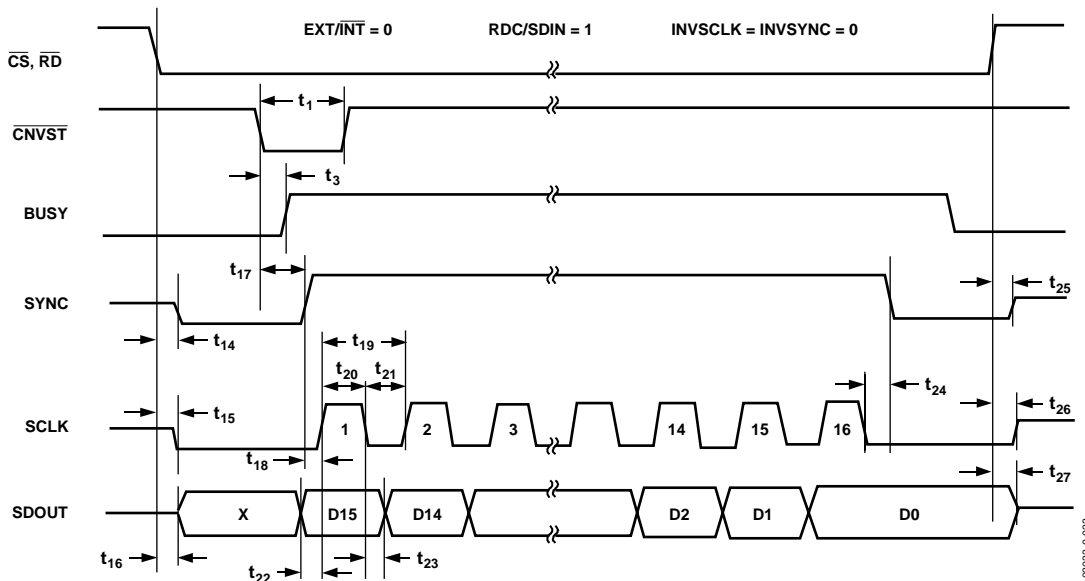 EXT/INT = 0 RDC/SDIN = 1 INVSCLK = INVSYNC = 0
CS, RD
t1
CNVST
t3
BUSY
t17
SYNC
t25
t14
t19
t20 t21
t24
t15
t26
SCLK
1 2 3 14 15 16
t18
t27
SDOUT
X D15 D14 D2 D1 D0
t16
t22
t23